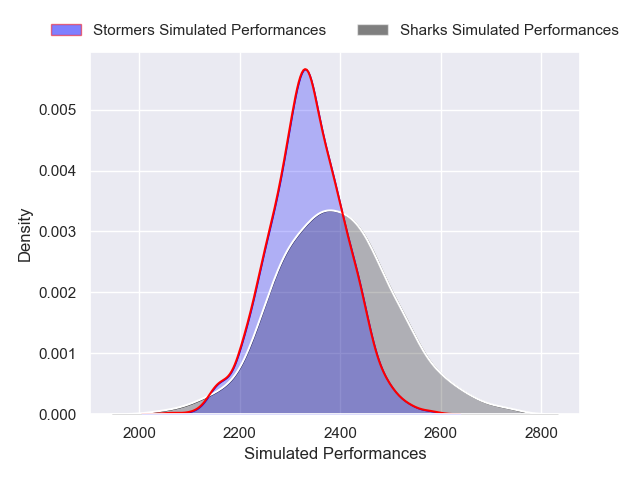 Stormers Simulated Performances Sharks Simulated Performances
0.005
0.004
0.003
0.002
0.001
0.000
Density
2000 2200 2400 2600 2800
Simulated Performances